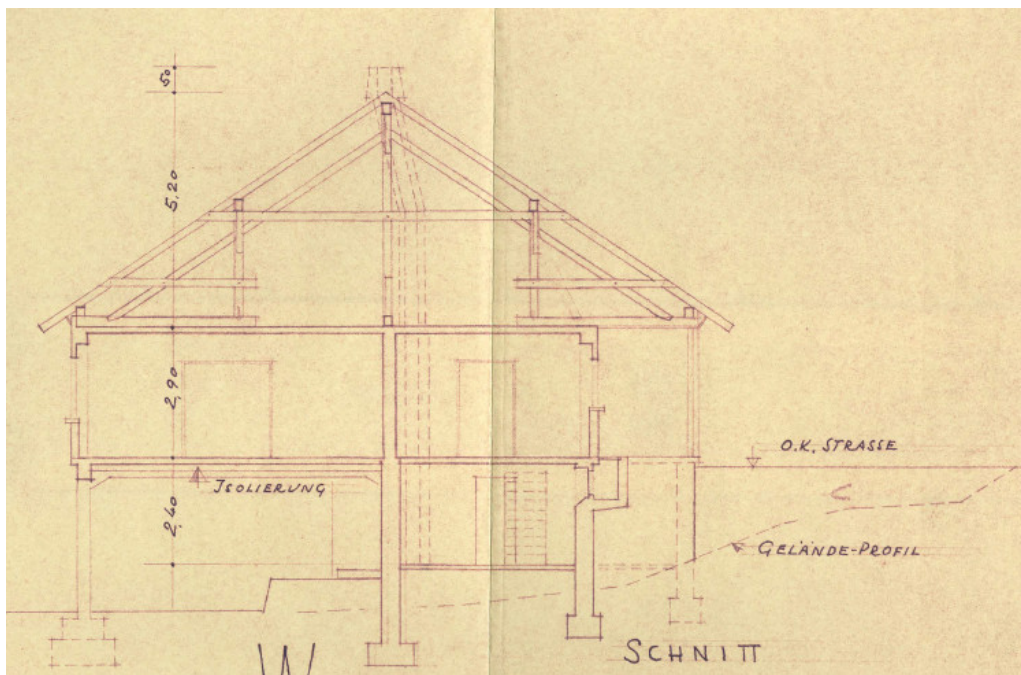 50
5,20
2,90
O.K. STRASSE
ISOLIERUNG
2,40
GELÄNDE-PROFIL
W
SCHNITT